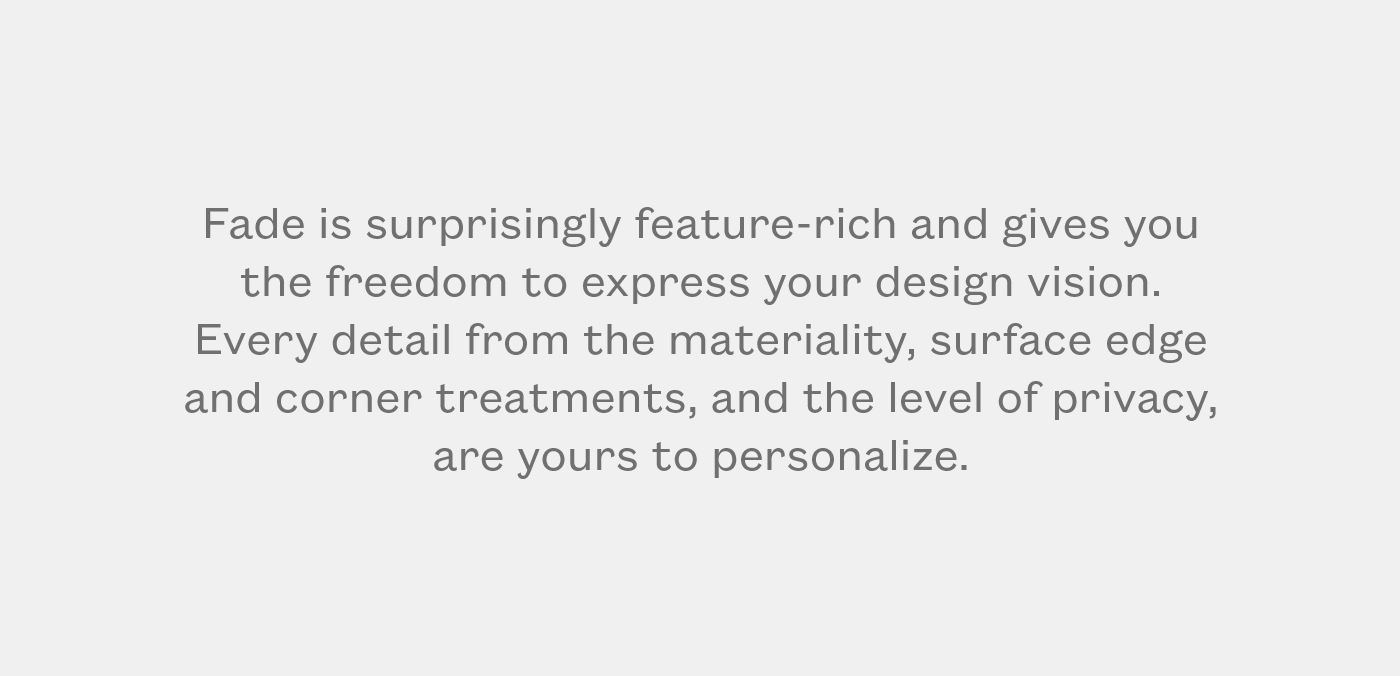 Fade is surprisingly feature-rich and gives you
the freedom to express your design vision.
Every detail from the materiality, surface edge
and corner treatments, and the level of privacy,
are yours to personalize.